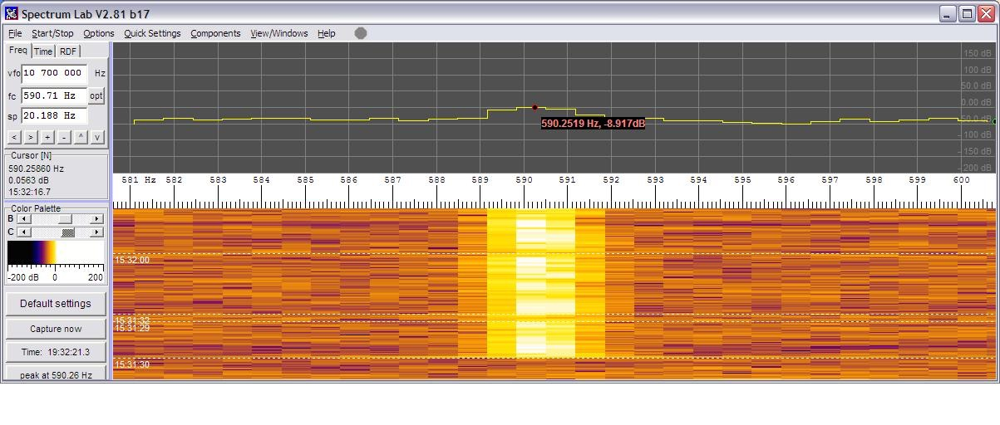 Spectrum Lab V2.81 b17
File Start/Stop Options Quick Settings Components View/Windows Help
Freq Time RDF
vfo 10 700 000 Hz
fc 590.71 Hz opt
sp 20.188 Hz
< > + - ^ v
Cursor [N]
590.25860 Hz
0.0563 dB
15:32:16.7
Color Palette
B
C
-200 dB 0 200
Default settings
Capture now
Time: 19:32:21.3
peak at 590.26 Hz
150 dB
100 dB
50.0 dB
0.00 dB
-50.0 dB
-100 dB
-150 dB
-200 dB
590.2519 Hz, -8.917dB
581 Hz 582 583 584 585 586 587 588 589 590 591 592 593 594 595 596 597 598 599 600
15:32:00
15:31:32
15:31:29
15:31:30